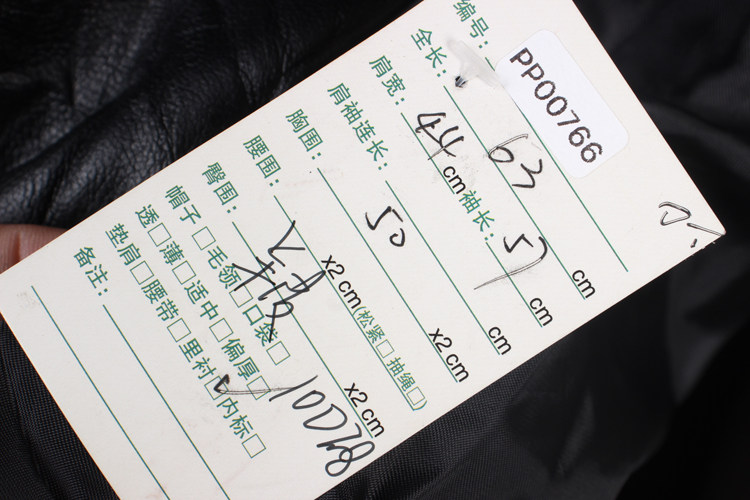 编号: PP00766
全长: 63 cm
肩宽: 44 cm 袖长: 57 cm
肩袖连长: cm
胸围: 50 x2 cm
腰围: x2 cm (松紧□ 抽绳□)
臀围: x2 cm
帽子□ 毛领□ 口袋□
透□ 薄□ 适中□ 偏厚□
垫肩□ 腰带□ 里衬☑ 内标□
备注: